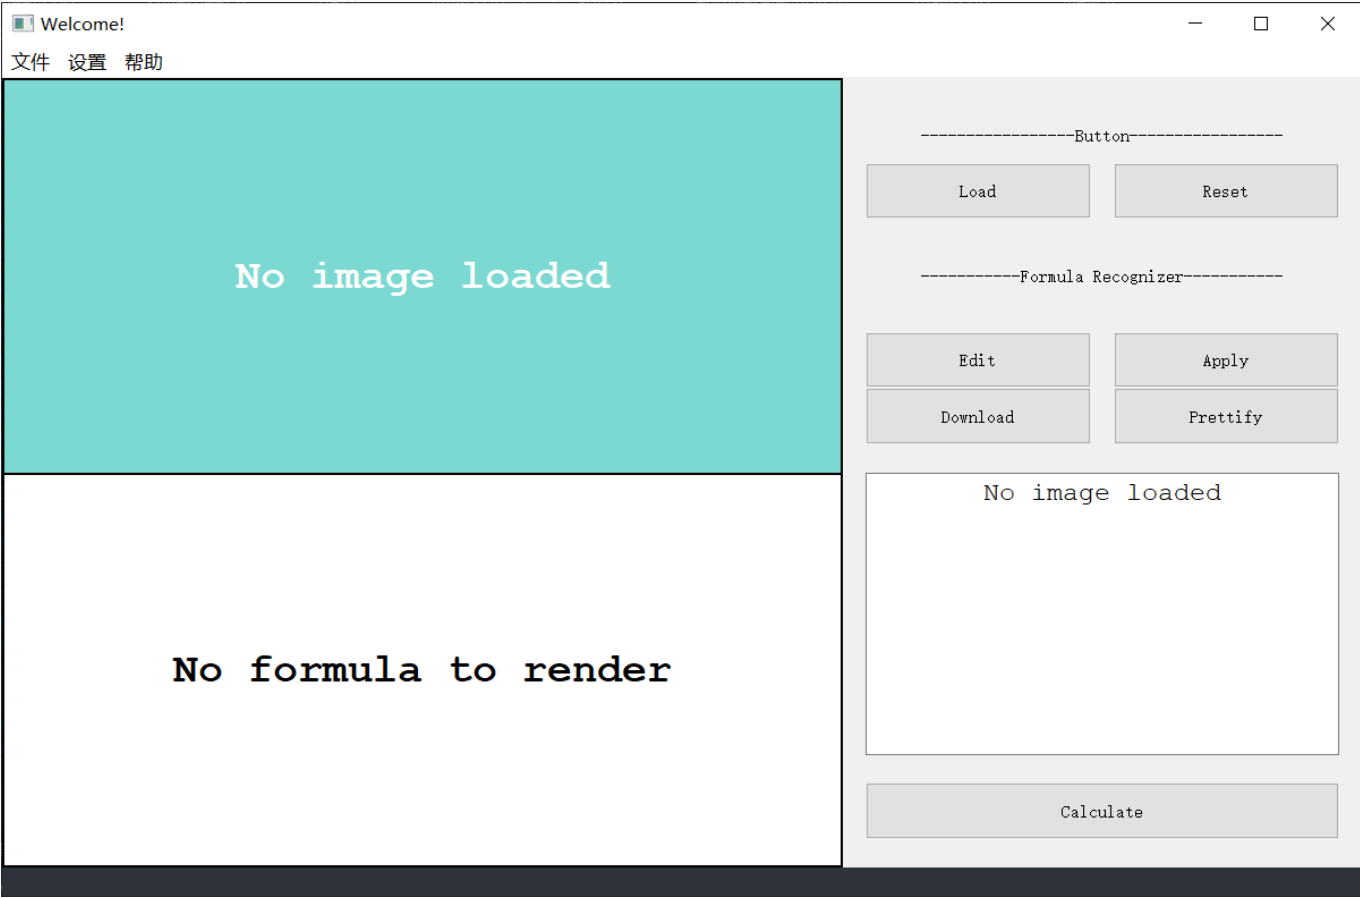 Welcome!
文件 设置 帮助
No image loaded
No formula to render
-----------------Button-----------------
Load Reset
-----------Formula Recognizer-----------
Edit Apply
Download Prettify
No image loaded
Calculate